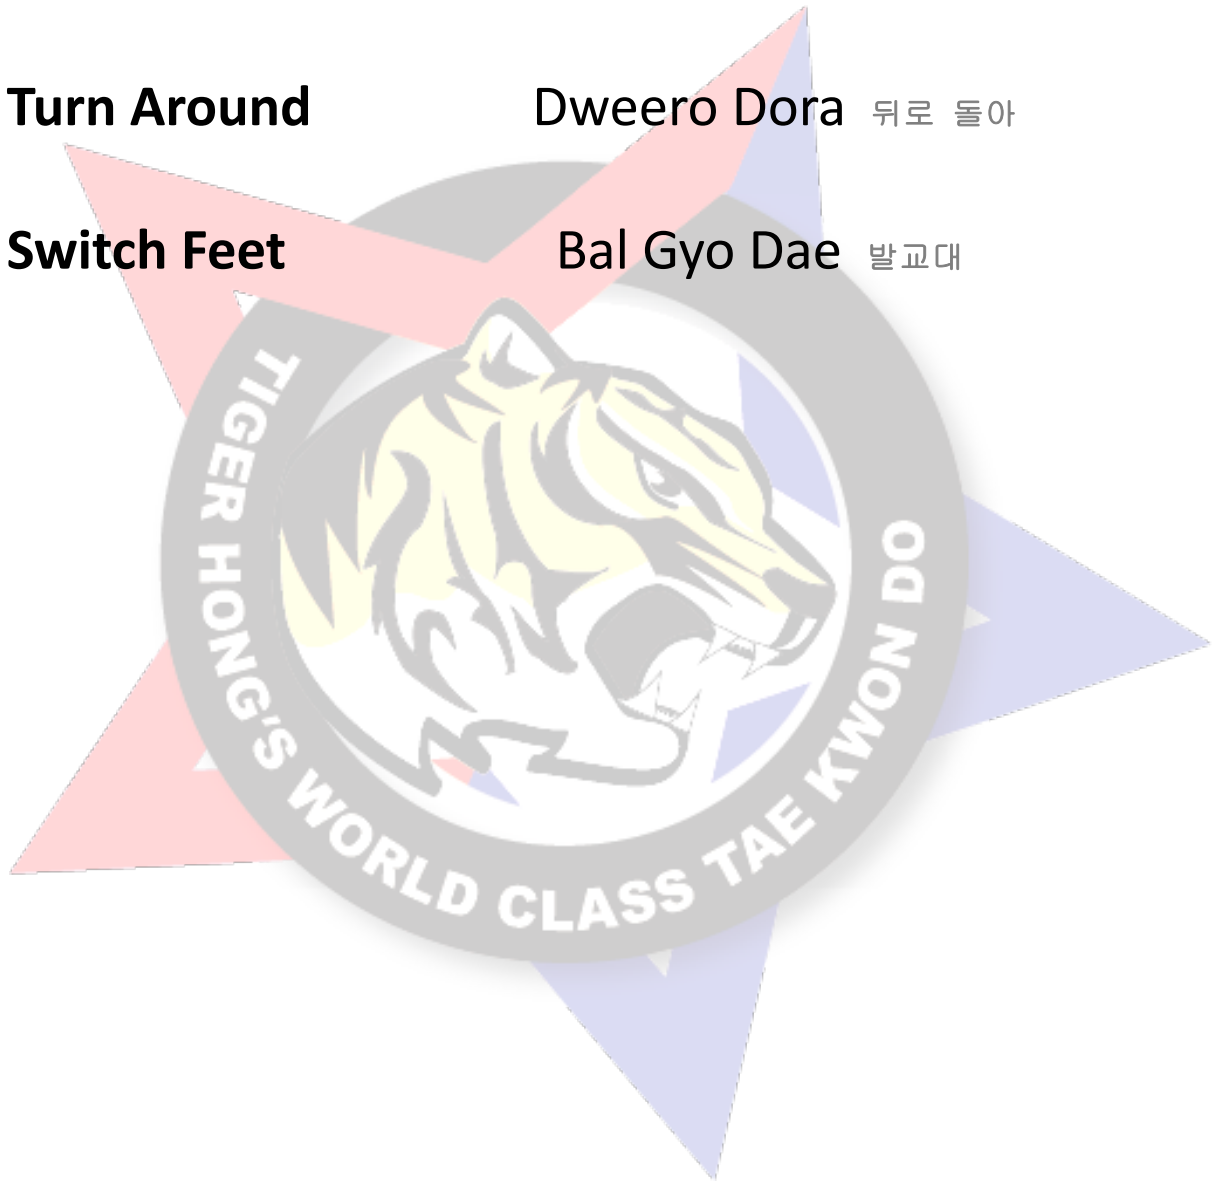 Turn Around Dweero Dora 뒤로 돌아
Switch Feet Bal Gyo Dae 발교대
TIGER HONG'S WORLD CLASS TAE KWON DO